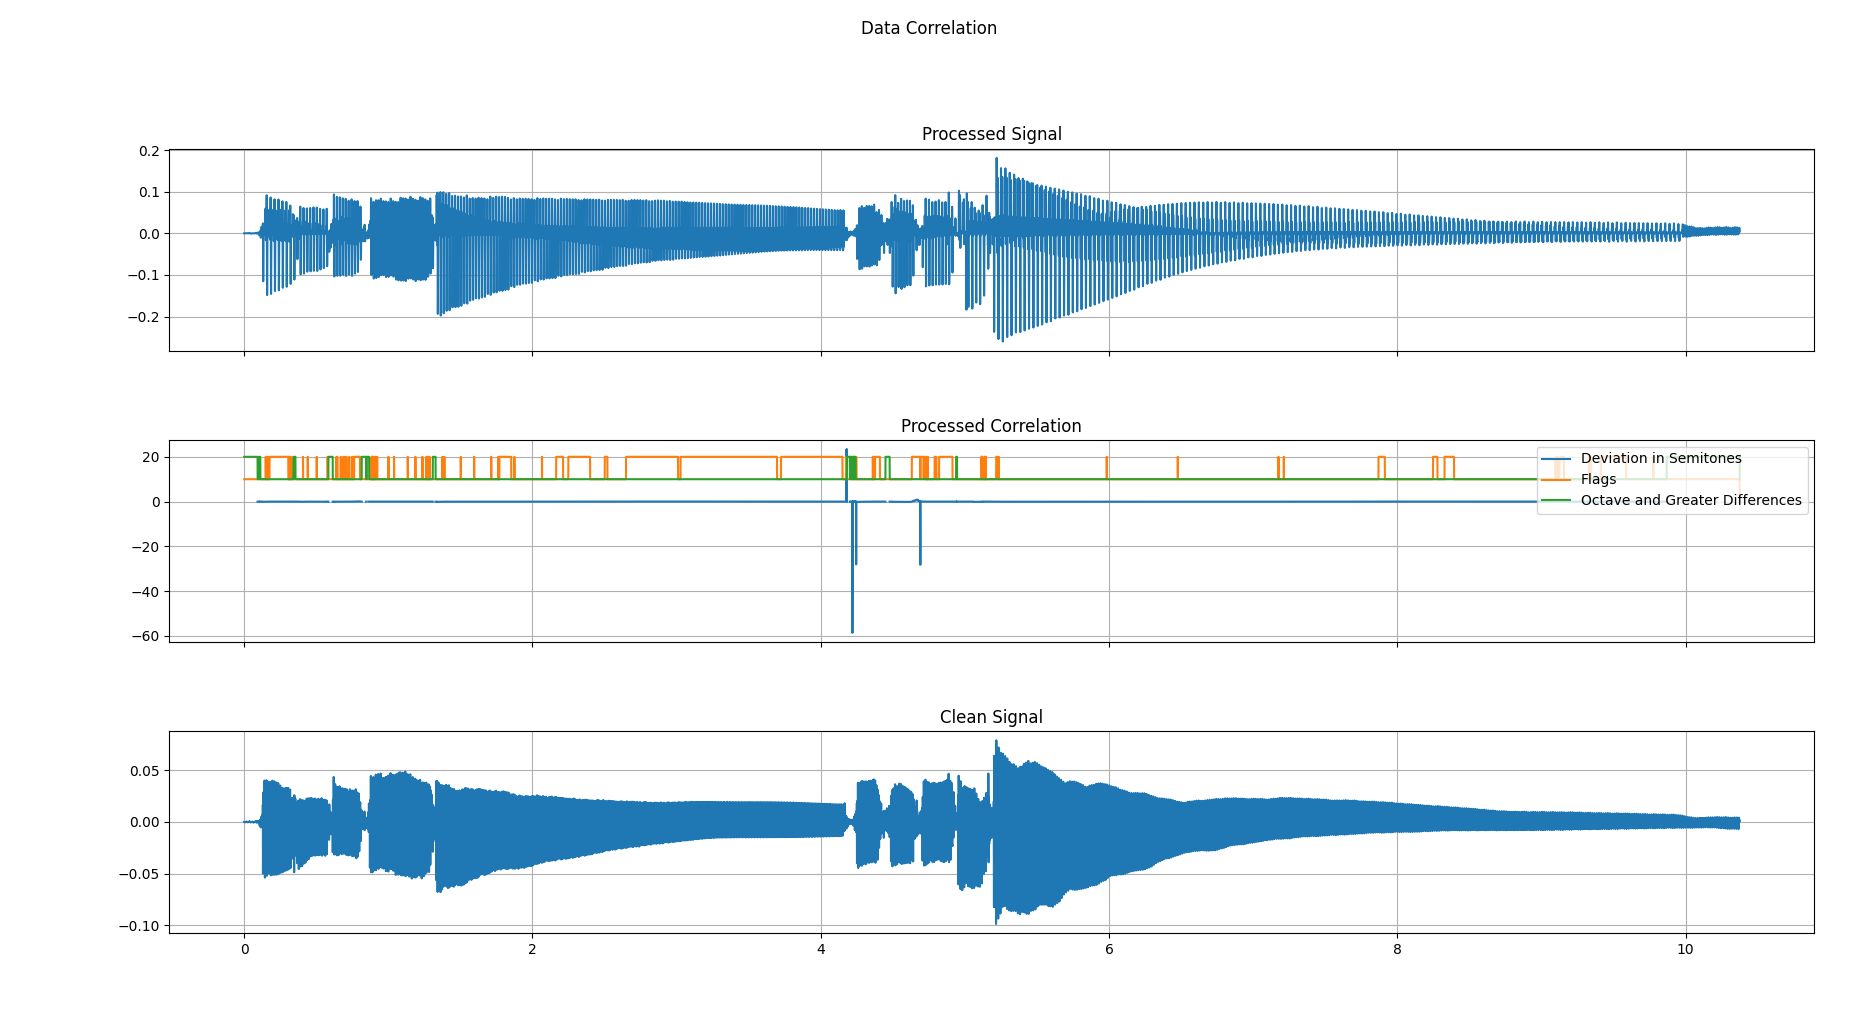 Data Correlation
Processed Signal
0.2
0.1
0.0
−0.1
−0.2
Processed Correlation
20
0
−20
−40
−60
Deviation in Semitones
Flags
Octave and Greater Differences
Clean Signal
0.05
0.00
−0.05
−0.10
0 2 4 6 8 10